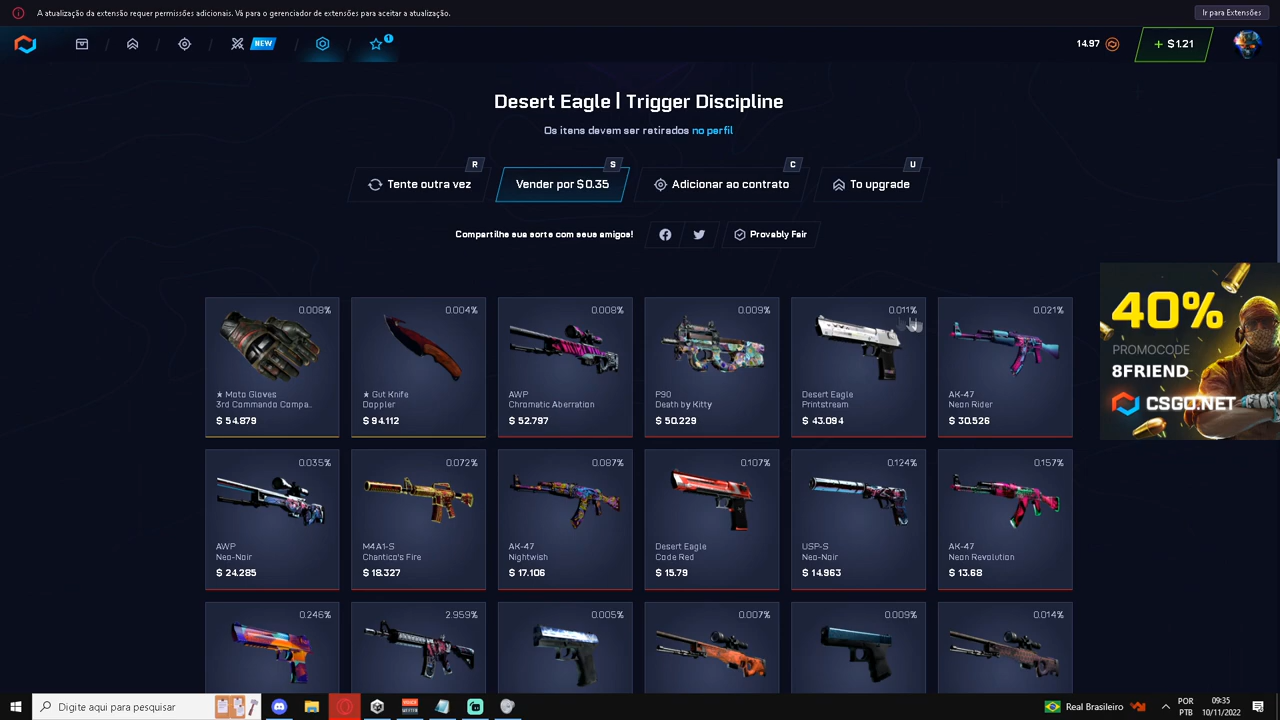 A atualização da extensão requer permissões adicionais. Vá para o gerenciador de extensões para aceitar a atualização.
Ir para Extensões
NEW
1
14.97
+ $ 1.21
Desert Eagle | Trigger Discipline
Os itens devem ser retirados no perfil
R
S
C
U
Tente outra vez
Vender por $ 0.35
Adicionar ao contrato
To upgrade
Compartilhe sua sorte com seus amigos!
Provably Fair
0.008%
★ Moto Gloves
3rd Commando Compa..
$ 54.879
0.004%
★ Gut Knife
Doppler
$ 94.112
0.008%
AWP
Chromatic Aberration
$ 52.797
0.009%
P90
Death by Kitty
$ 50.229
0.011%
Desert Eagle
Printstream
$ 43.094
0.021%
AK-47
Neon Rider
$ 30.526
40%
PROMOCODE
8FRIEND
CSGO.NET
0.035%
AWP
Neo-Noir
$ 24.285
0.072%
M4A1-S
Chantico's Fire
$ 18.327
0.087%
AK-47
Nightwish
$ 17.106
0.107%
Desert Eagle
Code Red
$ 15.79
0.124%
USP-S
Neo-Noir
$ 14.963
0.157%
AK-47
Neon Revolution
$ 13.68
0.246%
2.959%
0.005%
0.007%
0.009%
0.014%
Digite aqui para pesquisar
Real Brasileiro
POR
PTB
09:35
10/11/2022